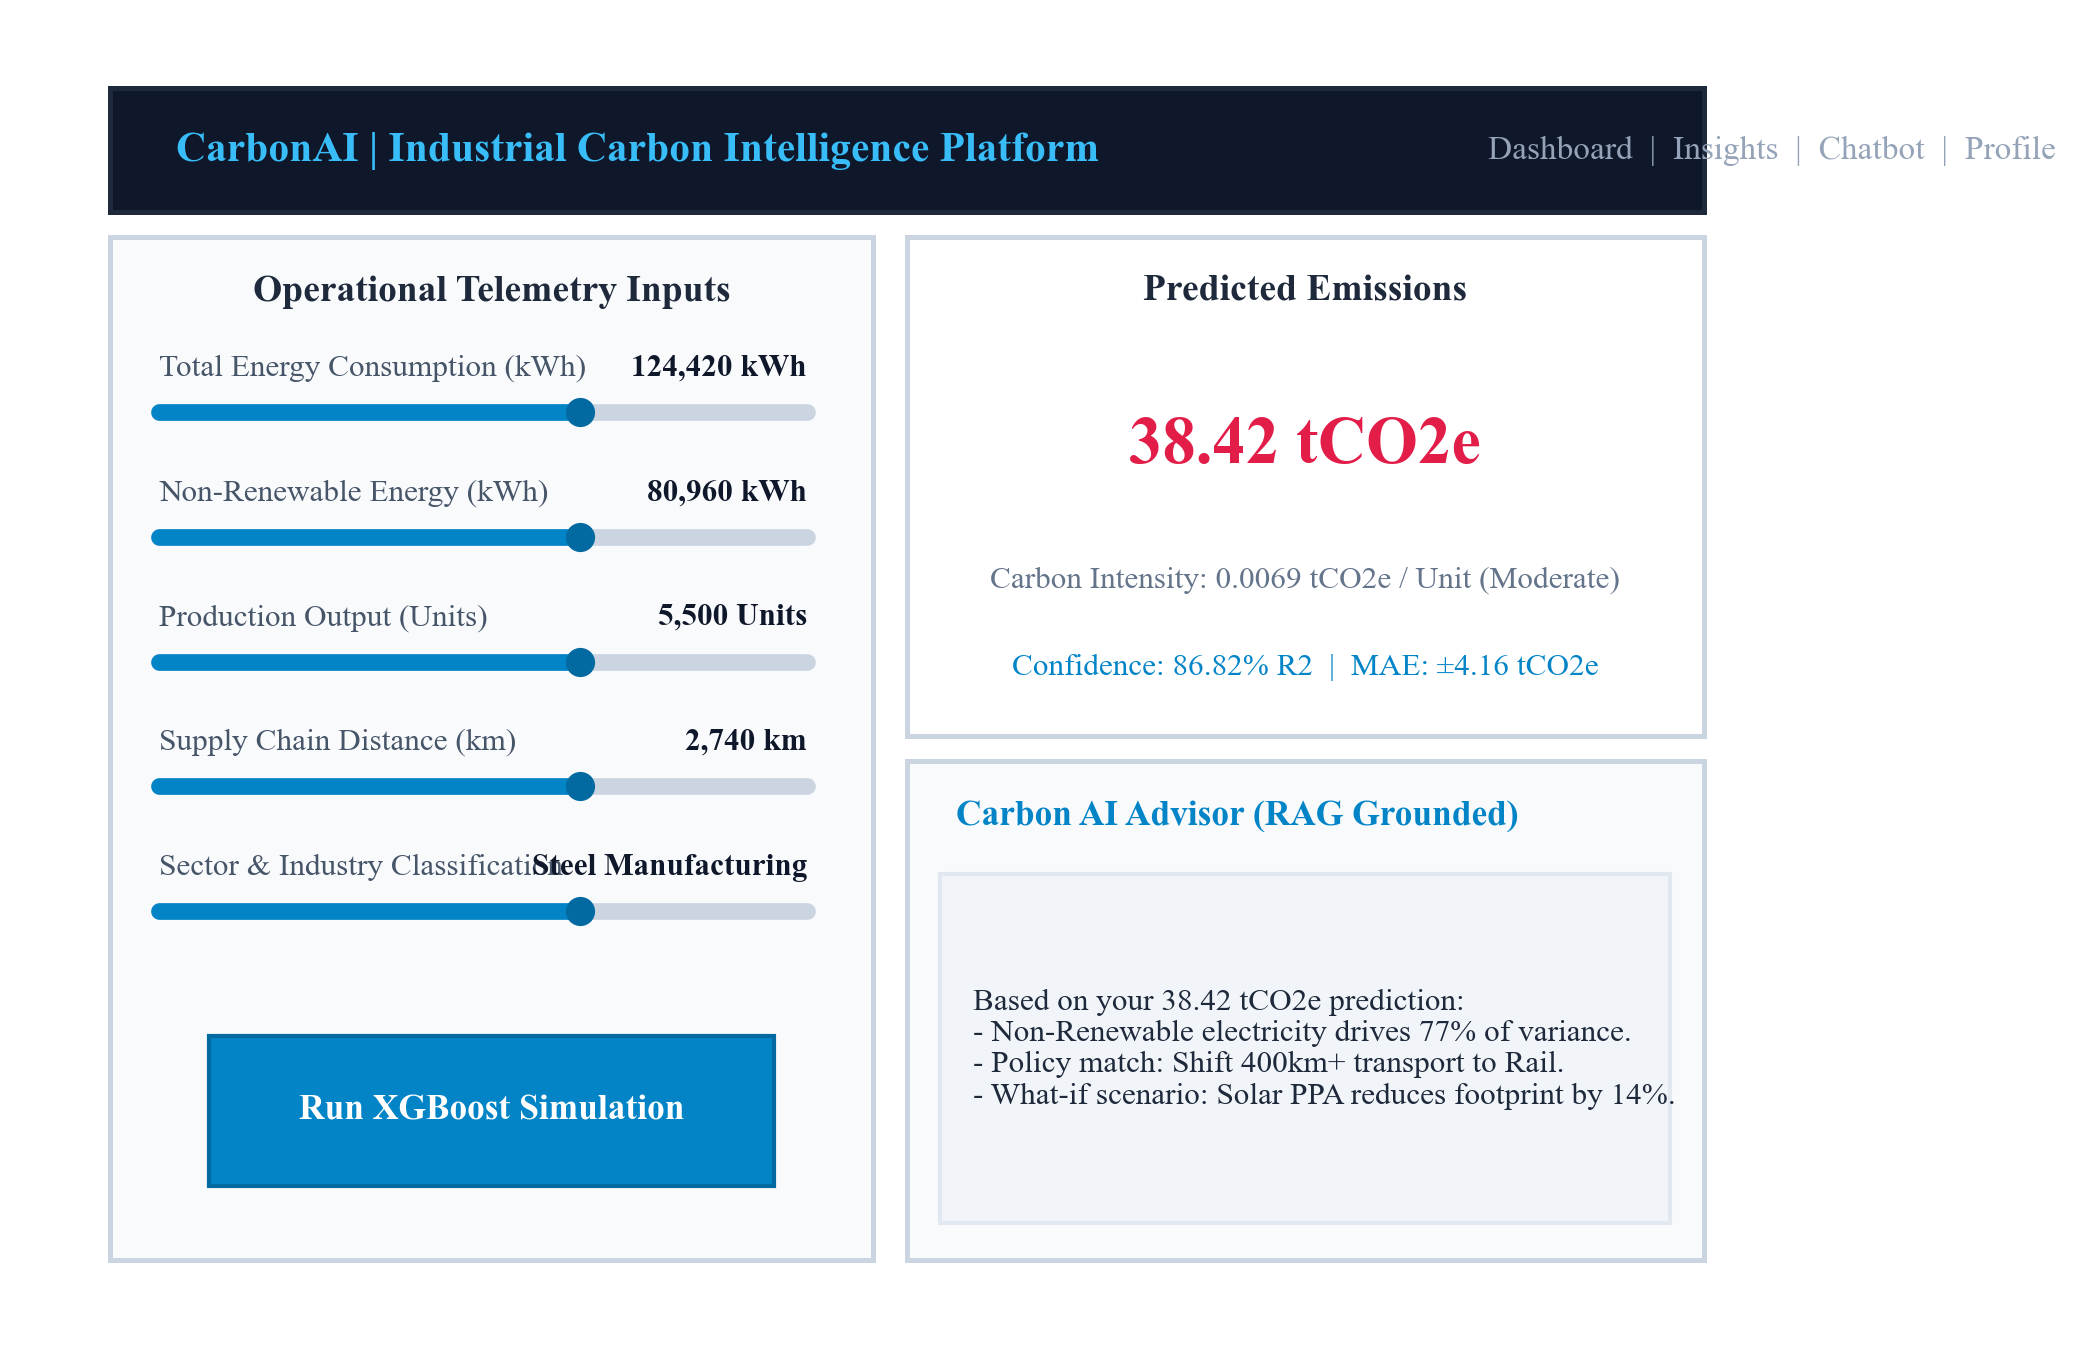 CarbonAI | Industrial Carbon Intelligence Platform
Dashboard | Insights | Chatbot | Profile
Operational Telemetry Inputs
Total Energy Consumption (kWh) 124,420 kWh
Non-Renewable Energy (kWh) 80,960 kWh
Production Output (Units) 5,500 Units
Supply Chain Distance (km) 2,740 km
Sector & Industry Classification Steel Manufacturing
Run XGBoost Simulation
Predicted Emissions
38.42 tCO2e
Carbon Intensity: 0.0069 tCO2e / Unit (Moderate)
Confidence: 86.82% R2 | MAE: ±4.16 tCO2e
Carbon AI Advisor (RAG Grounded)
Based on your 38.42 tCO2e prediction:
- Non-Renewable electricity drives 77% of variance.
- Policy match: Shift 400km+ transport to Rail.
- What-if scenario: Solar PPA reduces footprint by 14%.